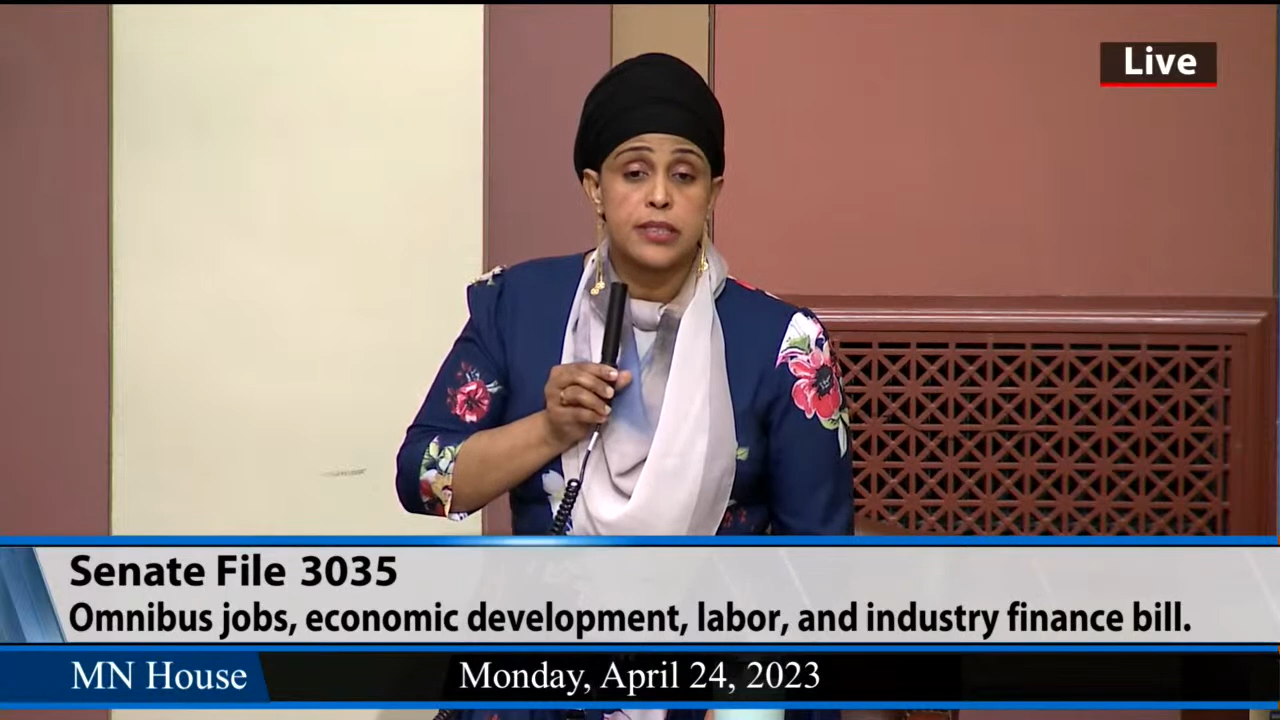 Live
Senate File 3035
Omnibus jobs, economic development, labor, and industry finance bill.
MN House
Monday, April 24, 2023